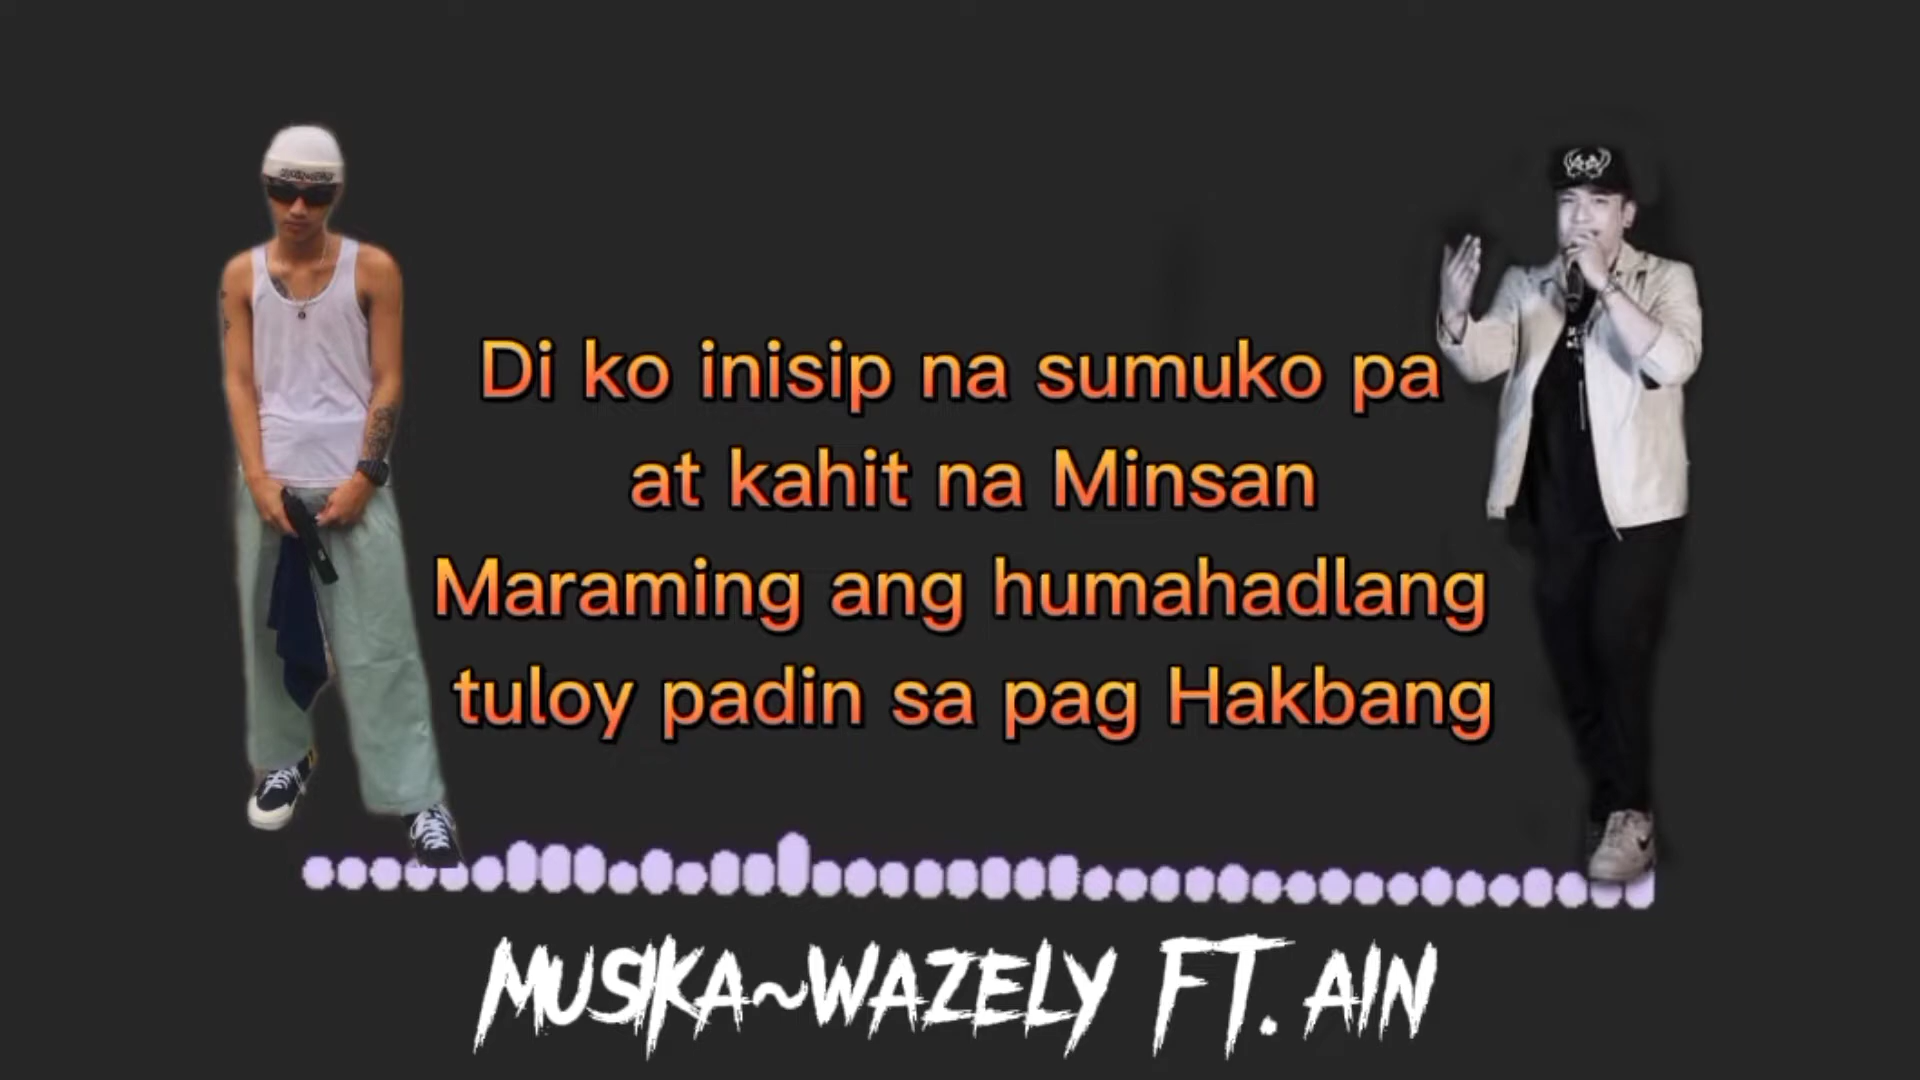 Di ko inisip na sumuko pa
at kahit na Minsan
Maraming ang humahadlang
tuloy padin sa pag Hakbang
MUSIKA~WAZELY FT. AIN